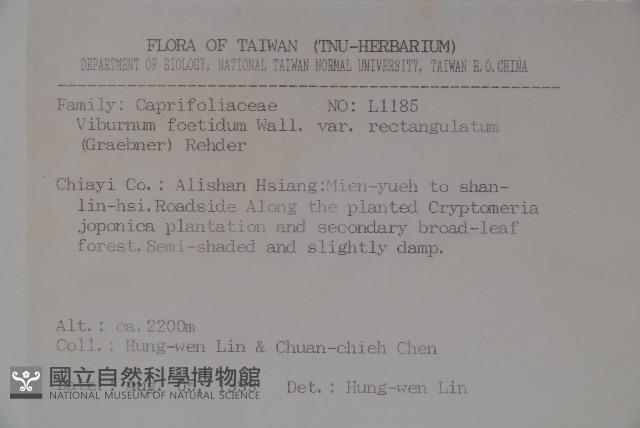 FLORA OF TAIWAN (TNU-HERBARIUM)
DEPARTMENT OF BIOLOGY, NATIONAL TAIWAN NORMAL UNIVERSITY, TAIWAN R.O.CHINA
Family: Caprifoliaceae NO: L1185
Viburnum foetidum Wall. var. rectangulatum
(Graebner) Rehder
Chiayi Co.: Alishan Hsiang:Mien-yueh to shan-
lin-hsi.Roadside Along the planted Cryptomeria
joponica plantation and secondary broad-leaf
forest.Semi-shaded and slightly damp.
Alt.: ca.2200m
Coll.: Hung-wen Lin & Chuan-chieh Chen
Date.: Aug. Det.: Hung-wen Lin
國立自然科學博物館
NATIONAL MUSEUM OF NATURAL SCIENCE